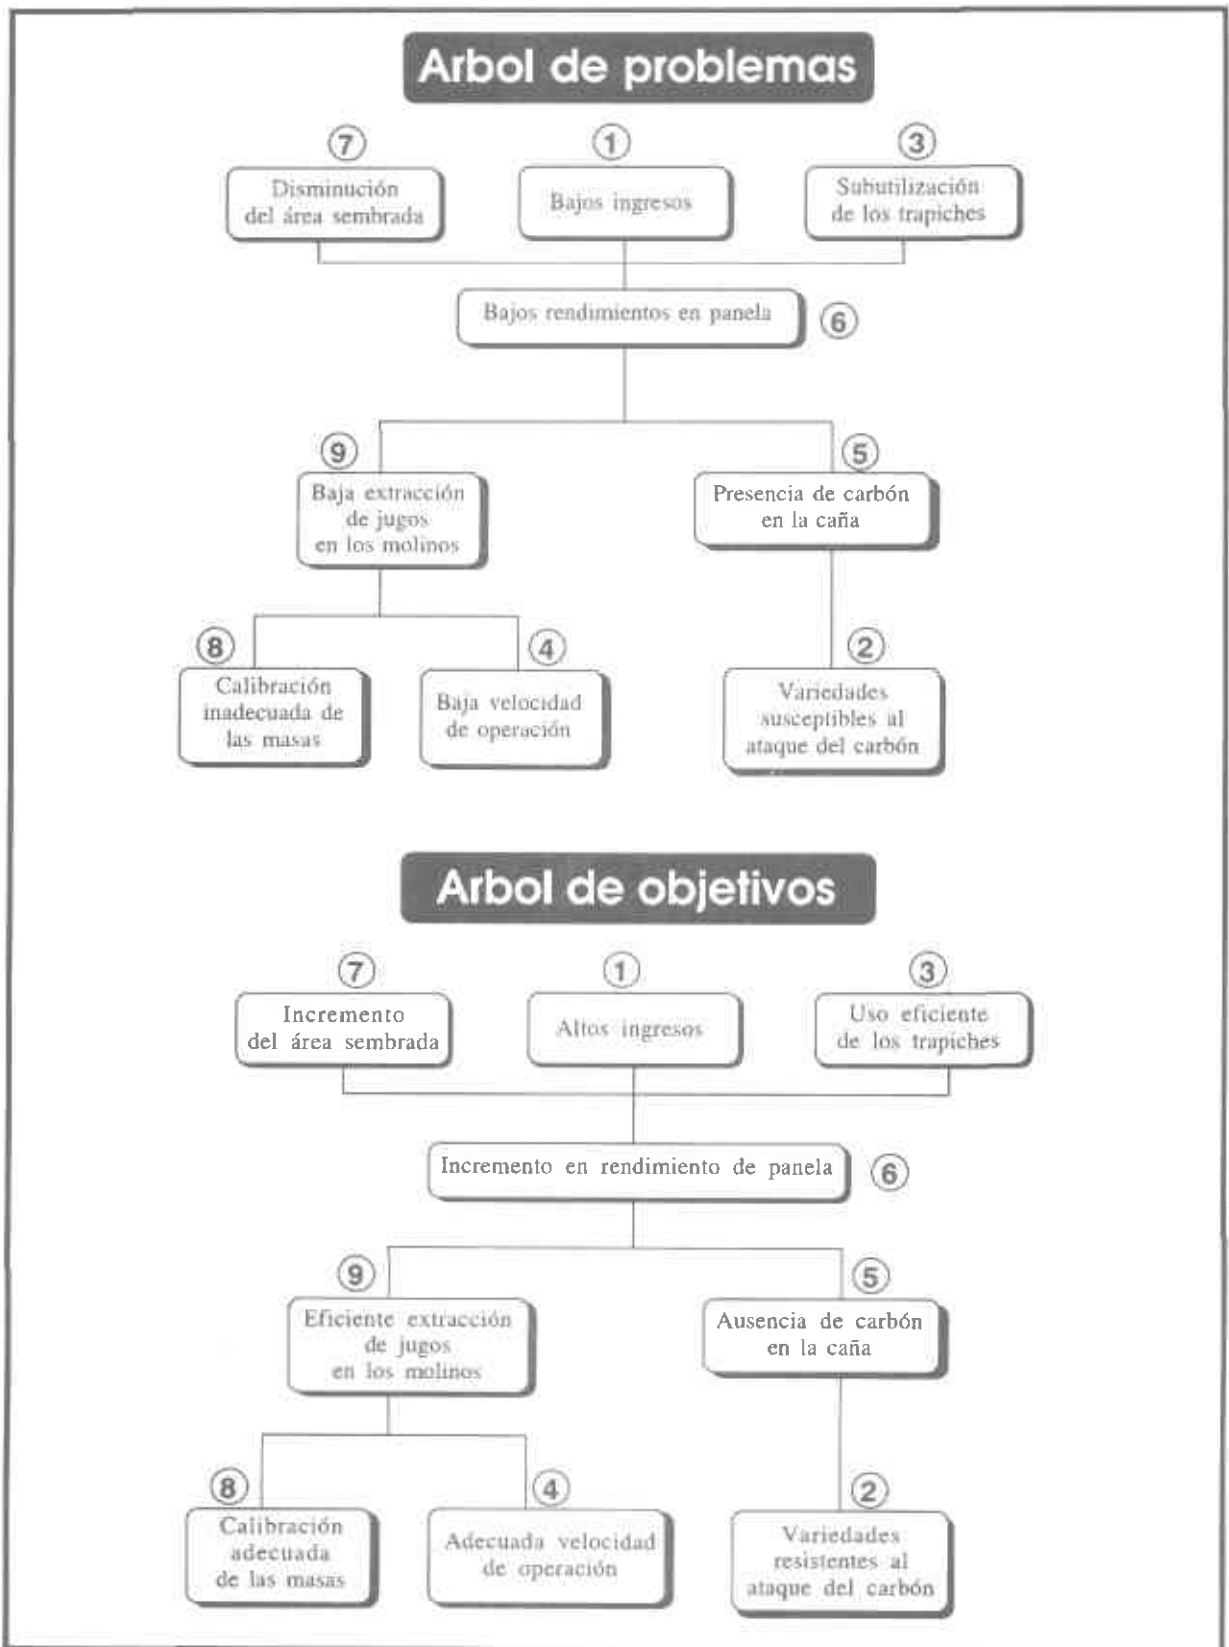 Arbol de problemas
7
1
3
Disminución
del área sembrada
Bajos ingresos
Subutilización
de los trapiches
Bajos rendimientos en panela
6
9
5
Baja extracción
de jugos
en los molinos
Presencia de carbón
en la caña
8
4
2
Calibración
inadecuada de
las masas
Baja velocidad
de operación
Variedades
susceptibles al
ataque del carbón
Arbol de objetivos
7
1
3
Incremento
del área sembrada
Altos ingresos
Uso eficiente
de los trapiches
Incremento en rendimiento de panela
6
9
5
Eficiente extracción
de jugos
en los molinos
Ausencia de carbón
en la caña
8
4
2
Calibración
adecuada
de las masas
Adecuada velocidad
de operación
Variedades
resistentes al
ataque del carbón